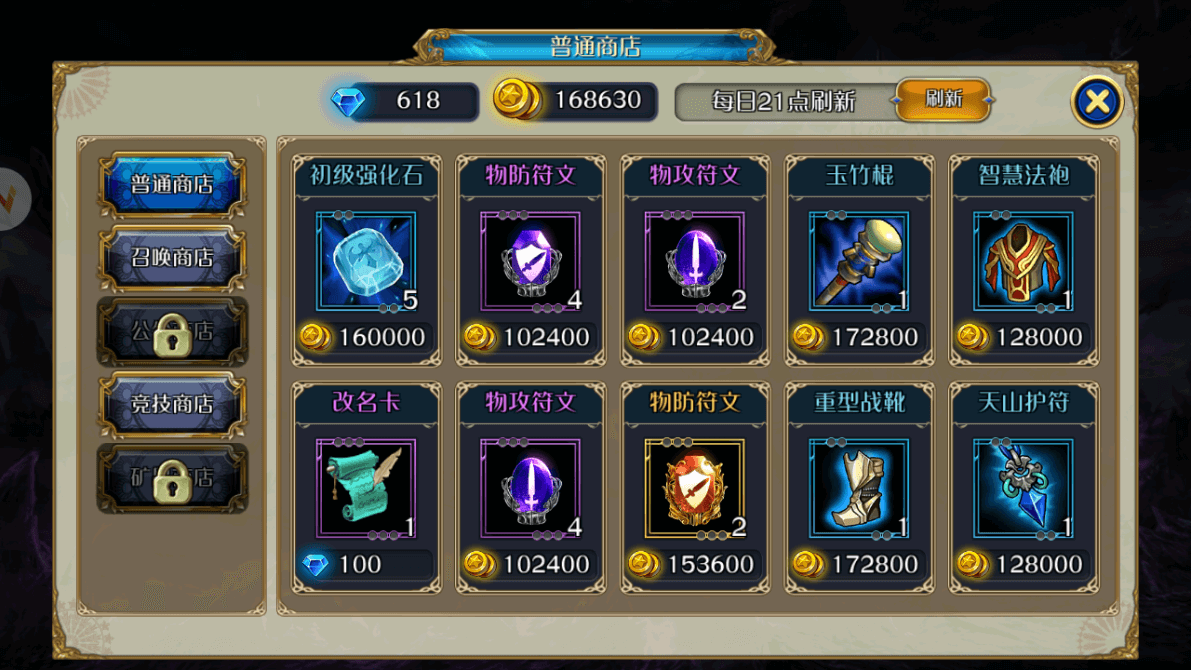 普通商店
618
168630
每日21点刷新
刷新
普通商店
召唤商店
店
竞技商店
矿
店
初级强化石
5
160000
物防符文
4
102400
物攻符文
2
102400
玉竹棍
1
172800
智慧法袍
1
128000
改名卡
1
100
物攻符文
4
102400
物防符文
2
153600
重型战靴
1
172800
天山护符
1
128000